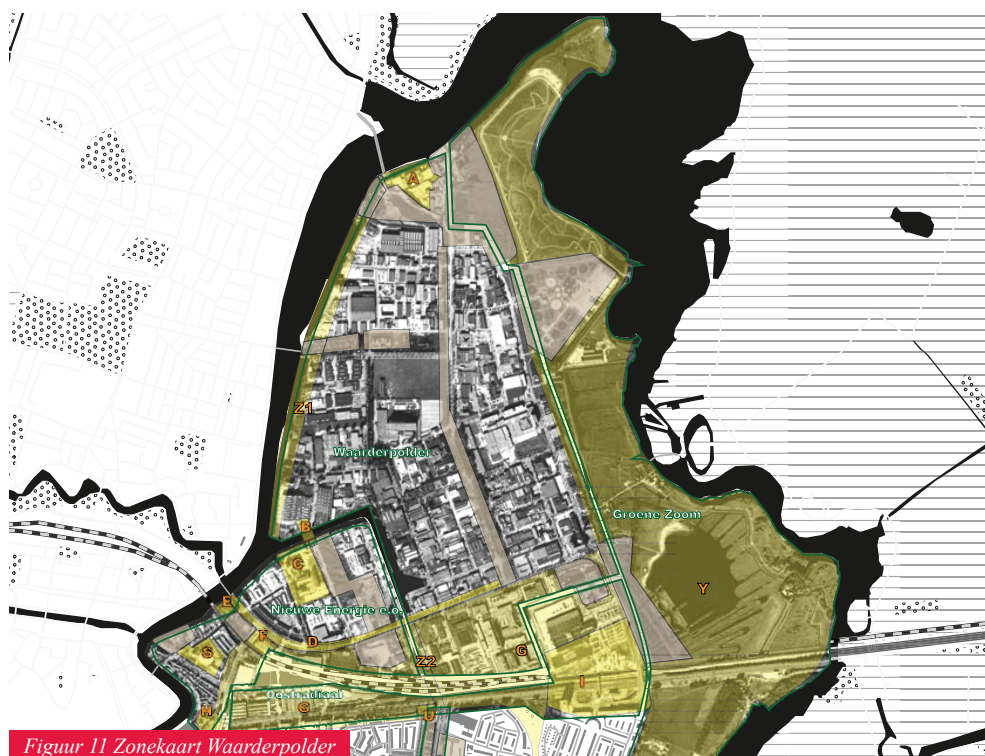 A
Z1
Waarderpolder
Groene Zoom
B
C
Y
E
Nieuwe Energie e.o.
F
D
S
Z2
G
I
Oostradiaal
G
H
U
Figuur 11 Zonekaart Waarderpolder